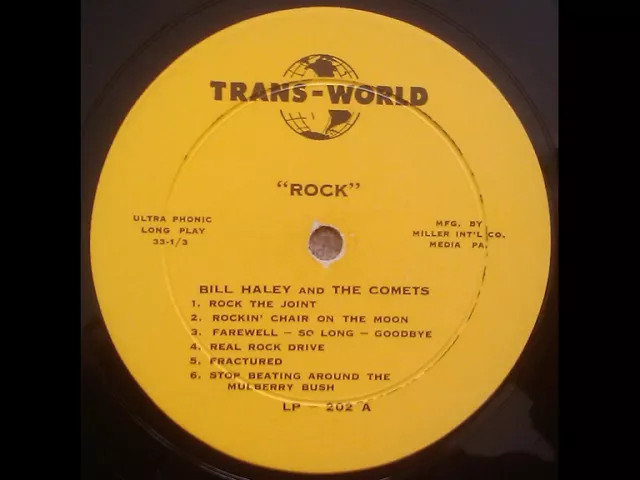 TRANS-WORLD
"ROCK"
ULTRA PHONIC
LONG PLAY
33-1/3
MFG. BY
MILLER INT'L CO.
MEDIA PA.
BILL HALEY AND THE COMETS
1. ROCK THE JOINT
2. ROCKIN' CHAIR ON THE MOON
3. FAREWELL - SO LONG - GOODBYE
4. REAL ROCK DRIVE
5. FRACTURED
6. STOP BEATING AROUND THE
MULBERRY BUSH
LP - 202 A